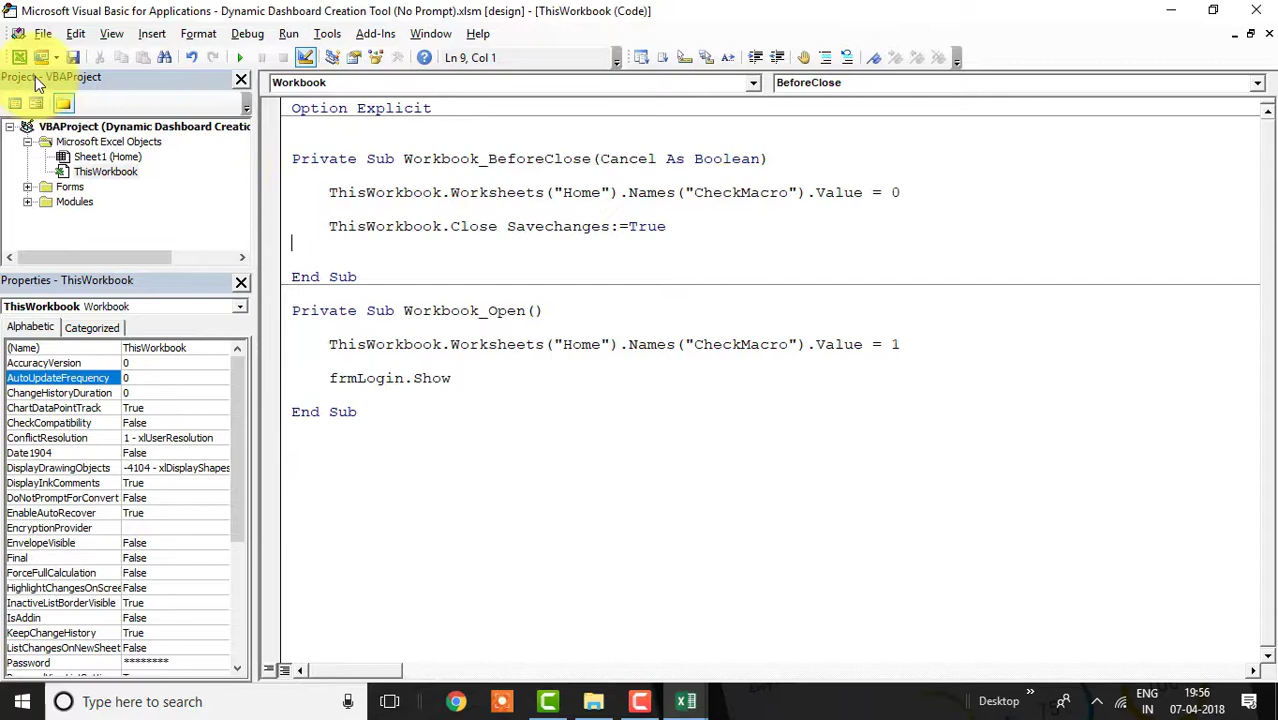 Microsoft Visual Basic for Applications - Dynamic Dashboard Creation Tool (No Prompt).xlsm [design] - [ThisWorkbook (Code)]
File Edit View Insert Format Debug Run Tools Add-Ins Window Help
Ln 9, Col 1
Project - VBAProject
Workbook
BeforeClose
VBAProject (Dynamic Dashboard Creatio
Microsoft Excel Objects
Sheet1 (Home)
ThisWorkbook
Forms
Modules
Properties - ThisWorkbook
ThisWorkbook Workbook
Alphabetic Categorized
(Name) ThisWorkbook
AccuracyVersion 0
AutoUpdateFrequency 0
ChangeHistoryDuration 0
ChartDataPointTrack True
CheckCompatibility False
ConflictResolution 1 - xlUserResolution
Date1904 False
DisplayDrawingObjects -4104 - xlDisplayShapes
DisplayInkComments True
DoNotPromptForConvert False
EnableAutoRecover True
EncryptionProvider
EnvelopeVisible False
Final False
ForceFullCalculation False
HighlightChangesOnScree False
InactiveListBorderVisible True
IsAddin False
KeepChangeHistory True
ListChangesOnNewSheet False
Password ********
Option Explicit
Private Sub Workbook_BeforeClose(Cancel As Boolean)
ThisWorkbook.Worksheets("Home").Names("CheckMacro").Value = 0
ThisWorkbook.Close Savechanges:=True
End Sub
Private Sub Workbook_Open()
ThisWorkbook.Worksheets("Home").Names("CheckMacro").Value = 1
frmLogin.Show
End Sub
Type here to search
Desktop
ENG
IN
19:56
07-04-2018